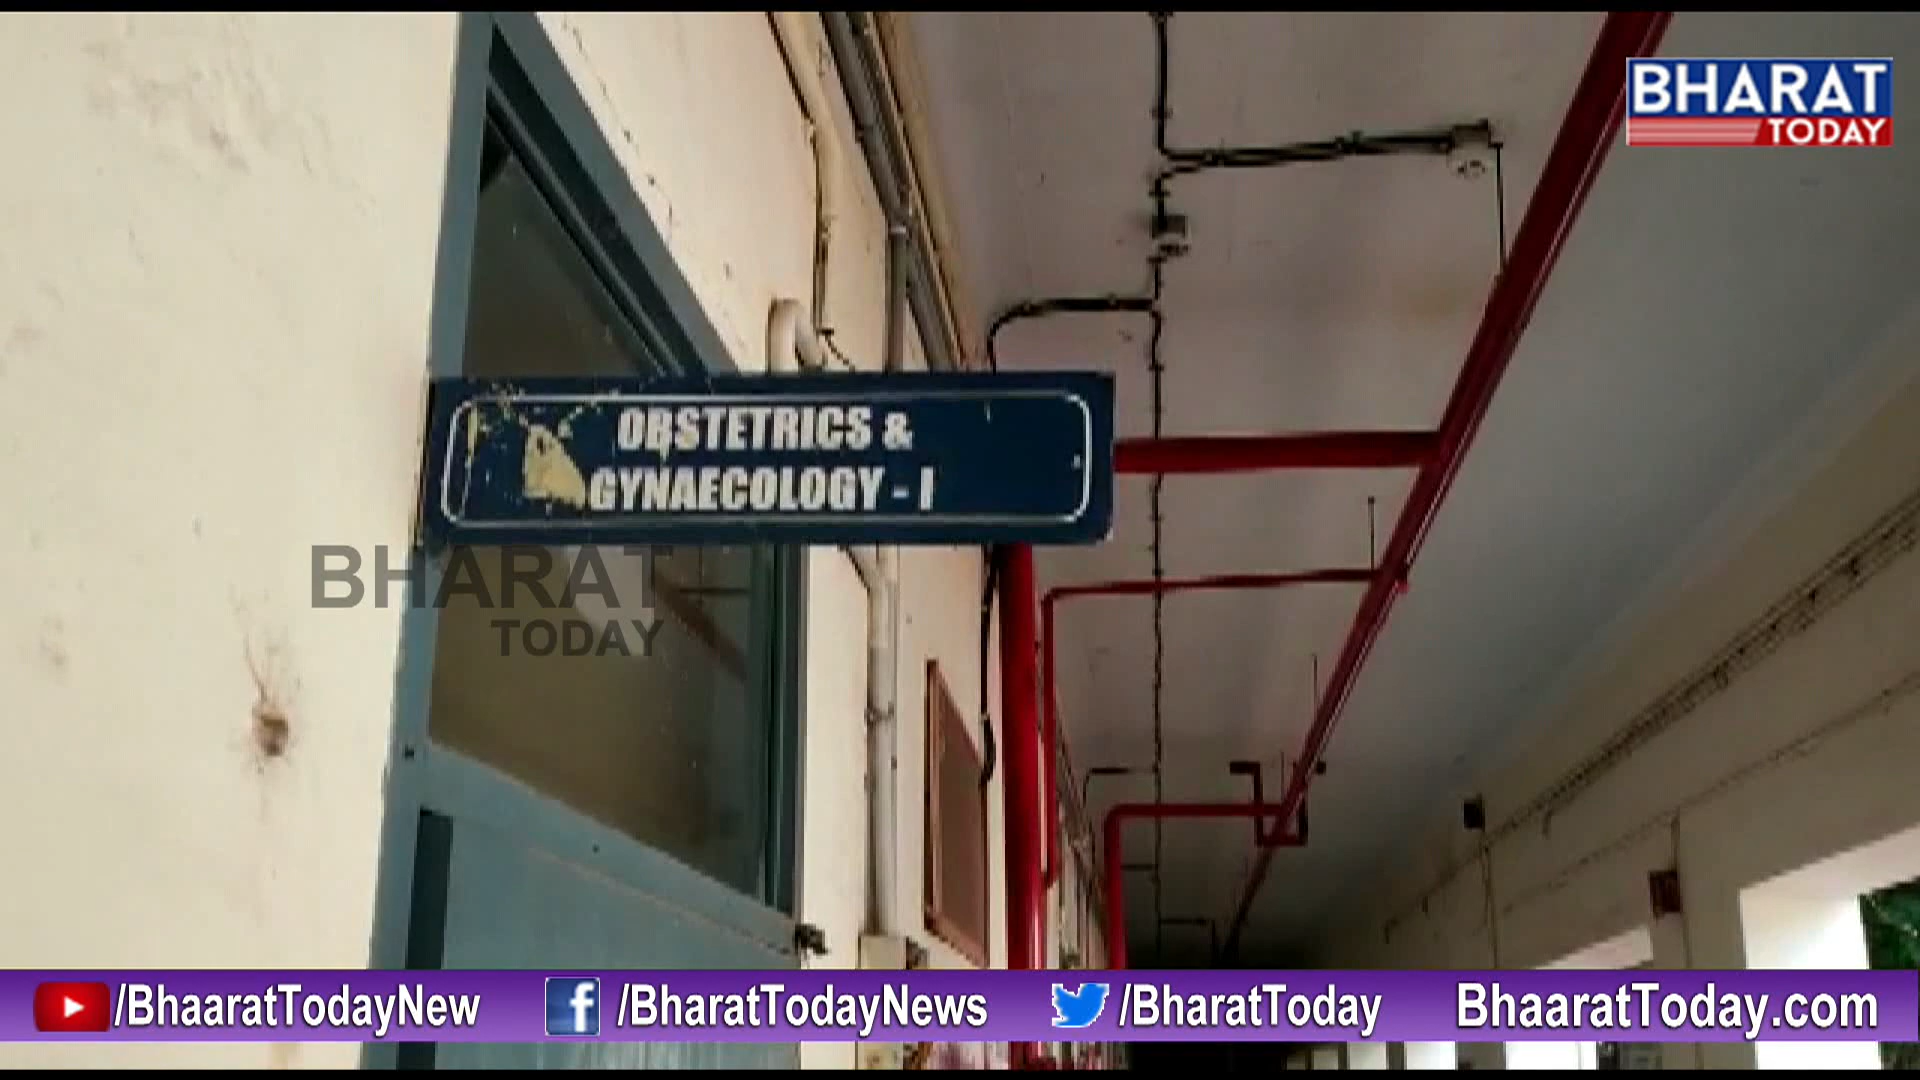 BHARAT
TODAY
OBSTETRICS &
GYNAECOLOGY - I
BHARAT
TODAY
/BhaaratTodayNew /BharatTodayNews /BharatToday BhaaratToday.com